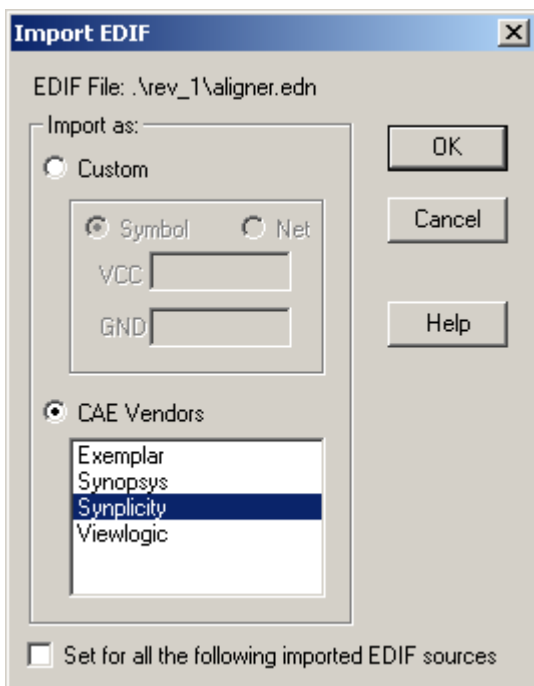 Import EDIF
EDIF File: .\rev_1\aligner.edn
Import as:
Custom
Symbol Net
VCC
GND
CAE Vendors
Exemplar
Synopsys
Synplicity
Viewlogic
OK
Cancel
Help
Set for all the following imported EDIF sources